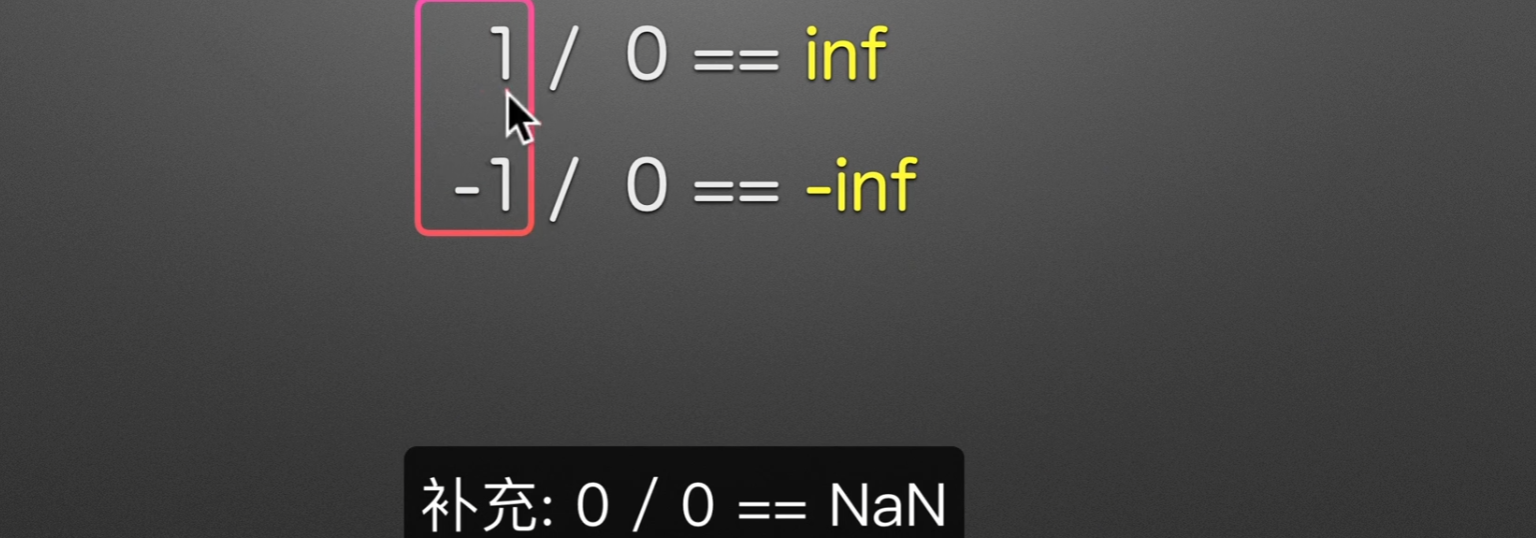 1 / 0 == inf
-1 / 0 == -inf
补充: 0 / 0 == NaN